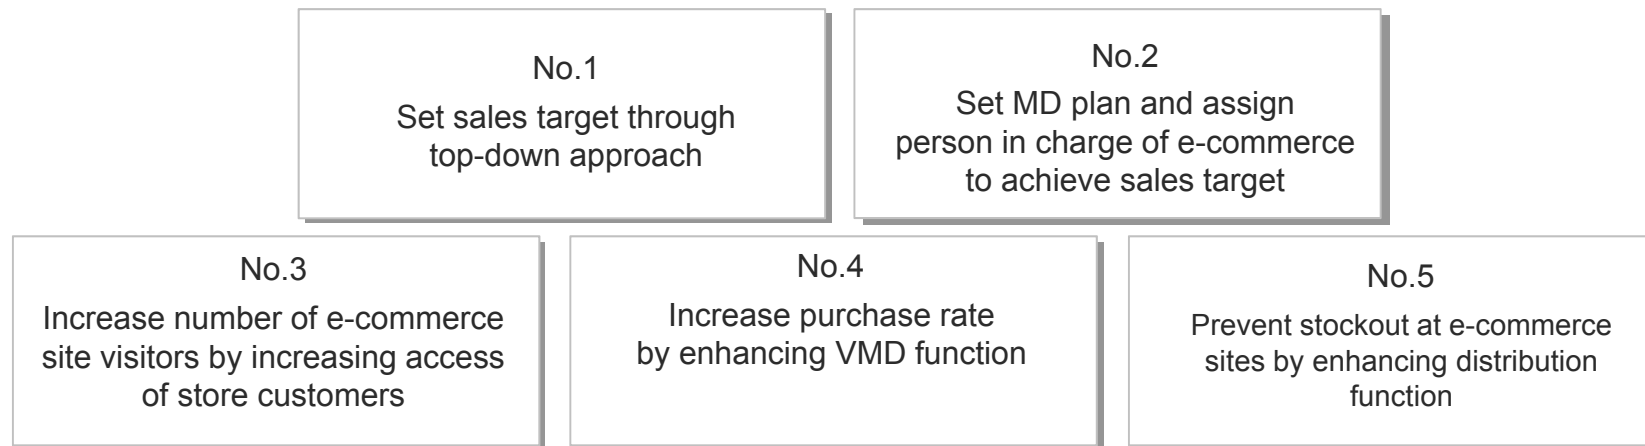 No.1
Set sales target through
top-down approach
No.2
Set MD plan and assign
person in charge of e-commerce
to achieve sales target
No.3
Increase number of e-commerce
site visitors by increasing access
of store customers
No.4
Increase purchase rate
by enhancing VMD function
No.5
Prevent stockout at e-commerce
sites by enhancing distribution
function